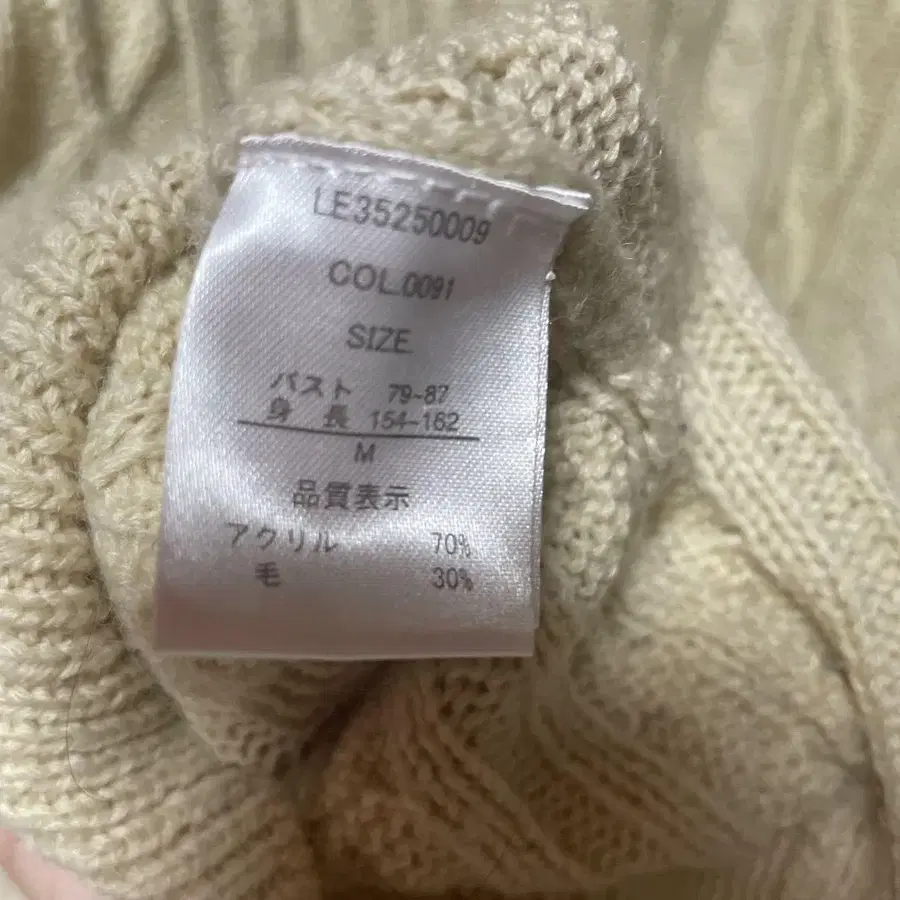 LE35250009
COL.0091
SIZE
バスト 79-87
身長 154-162
M
品質表示
アクリル 70%
毛 30%